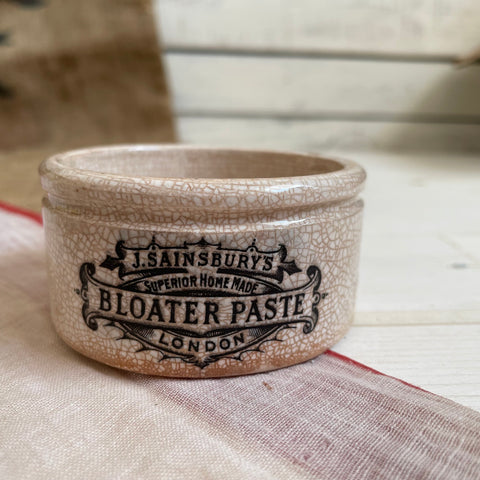 J. SAINSBURY'S
SUPERIOR HOME MADE
BLOATER PASTE
LONDON